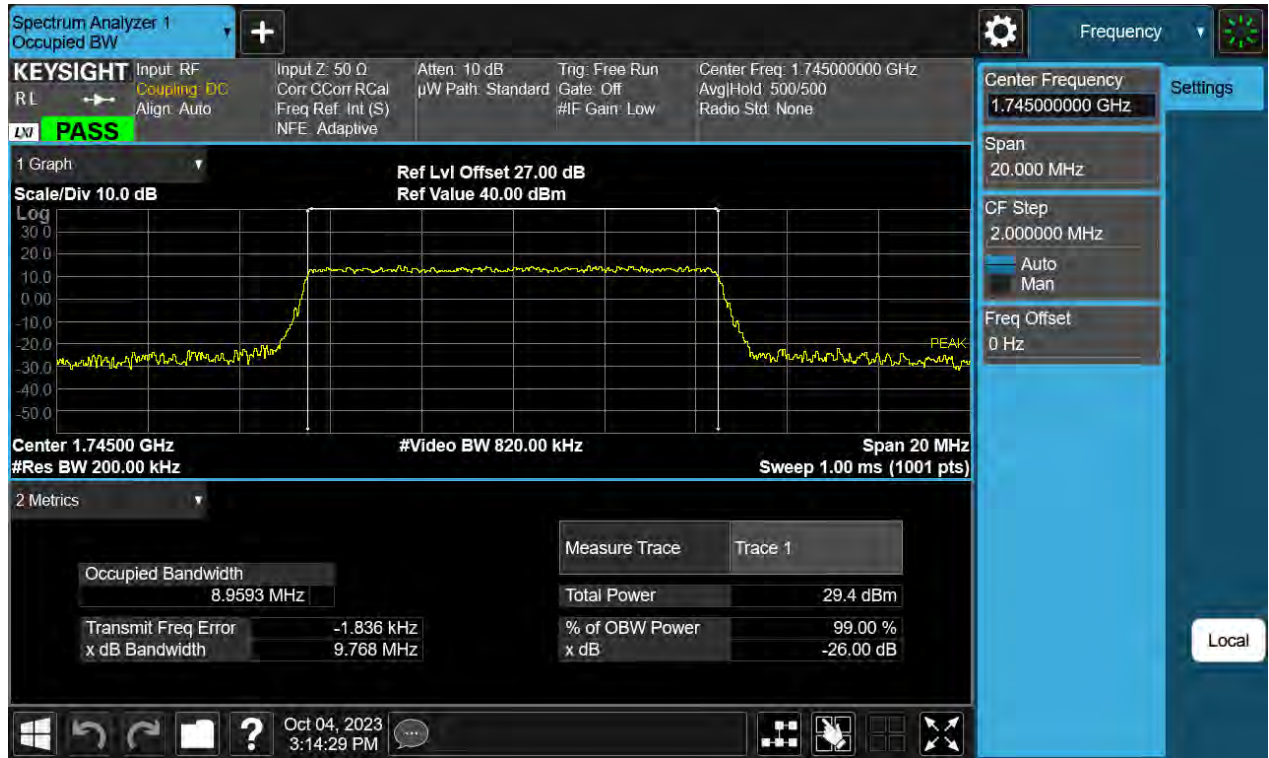 Spectrum Analyzer 1
Occupied BW
+
Frequency
KEYSIGHT
RL
LXI
PASS
Input: RF
Coupling: DC
Align: Auto
Input Z: 50 Ω
Corr CCorr RCal
Freq Ref: Int (S)
NFE: Adaptive
Atten: 10 dB
µW Path: Standard
Trig: Free Run
Gate: Off
#IF Gain: Low
Center Freq: 1.745000000 GHz
Avg|Hold: 500/500
Radio Std: None
Center Frequency
1.745000000 GHz
Settings
Span
20.000 MHz
CF Step
2.000000 MHz
Auto
Man
Freq Offset
0 Hz
Local
1 Graph
Scale/Div 10.0 dB
Ref Lvl Offset 27.00 dB
Ref Value 40.00 dBm
Log
30.0
20.0
10.0
0.00
-10.0
-20.0
-30.0
-40.0
-50.0
PEAK
Center 1.74500 GHz
#Video BW 820.00 kHz
Span 20 MHz
#Res BW 200.00 kHz
Sweep 1.00 ms (1001 pts)
2 Metrics
Measure Trace Trace 1
Occupied Bandwidth
8.9593 MHz
Total Power 29.4 dBm
Transmit Freq Error -1.836 kHz
% of OBW Power 99.00 %
x dB Bandwidth 9.768 MHz
x dB -26.00 dB
?
Oct 04, 2023
3:14:29 PM